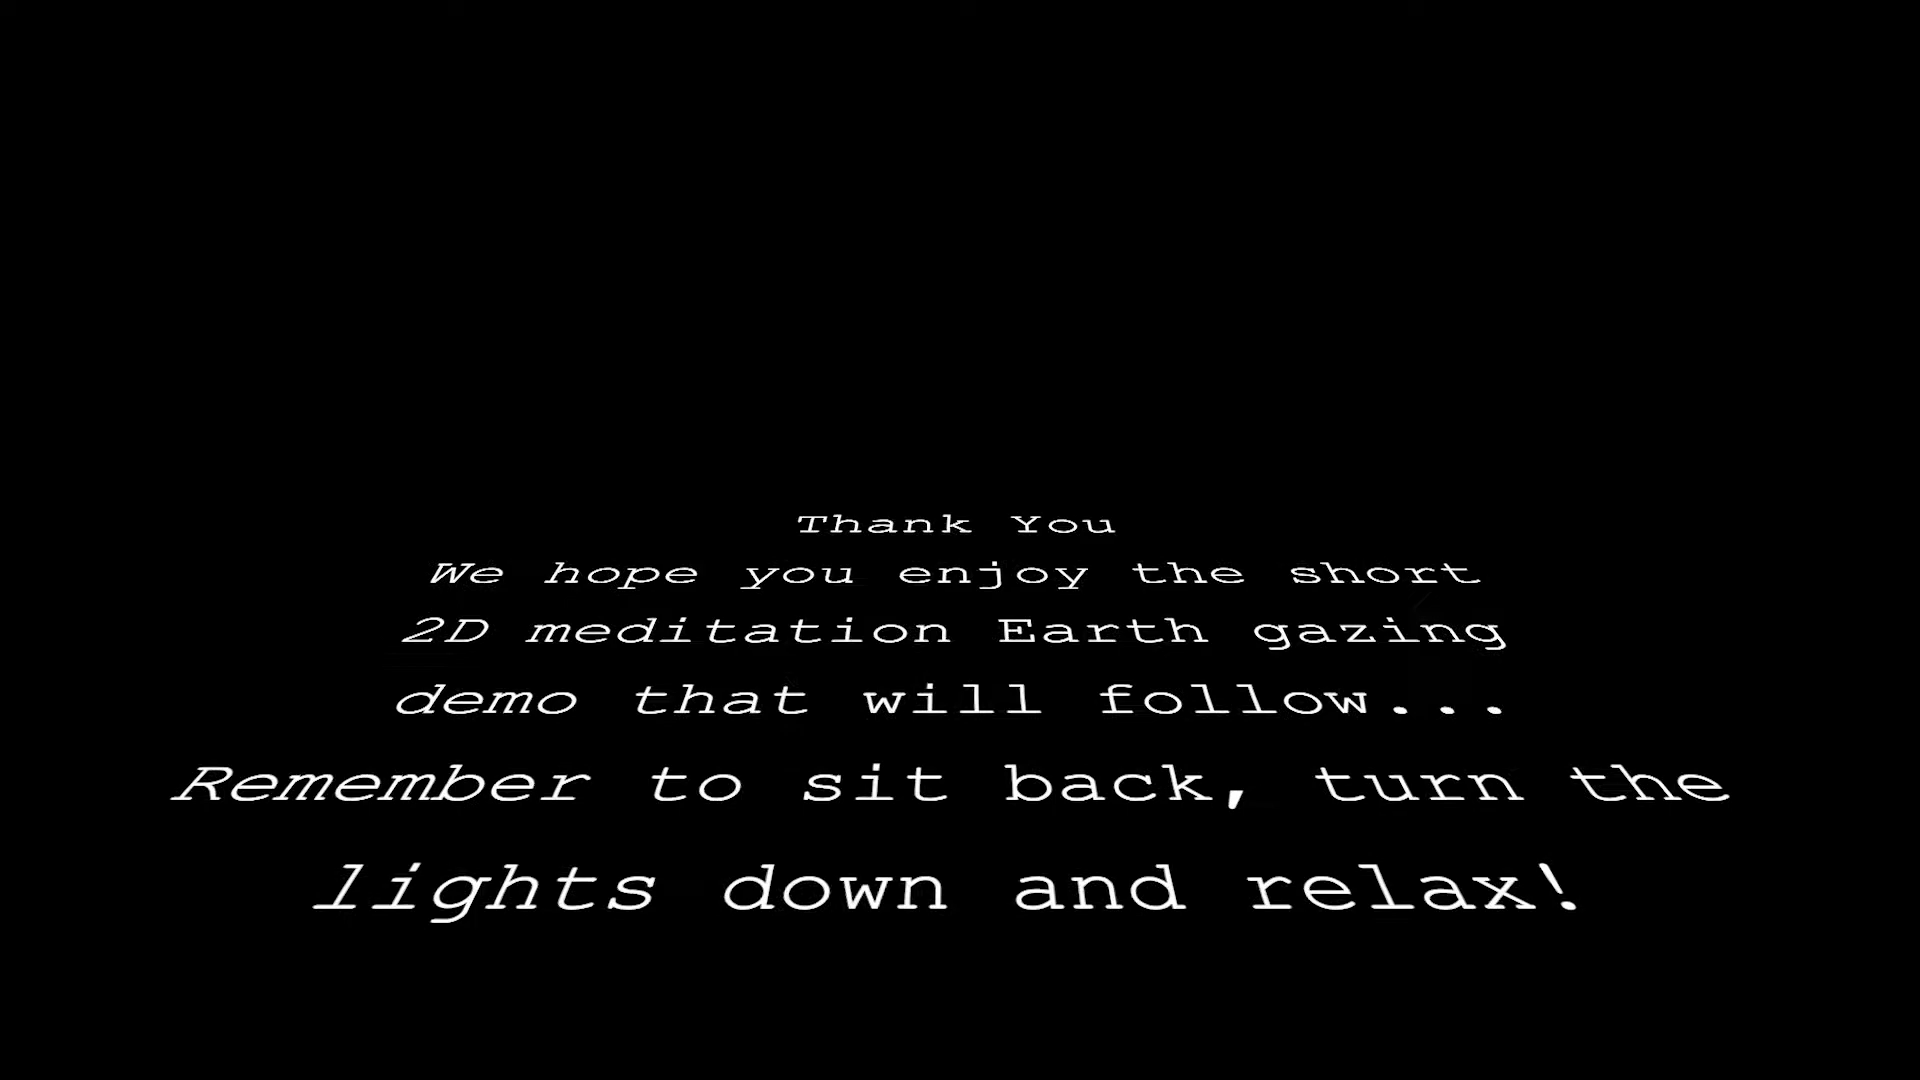 Thank You
We hope you enjoy the short
2D meditation Earth gazing
demo that will follow...
Remember to sit back, turn the
lights down and relax!